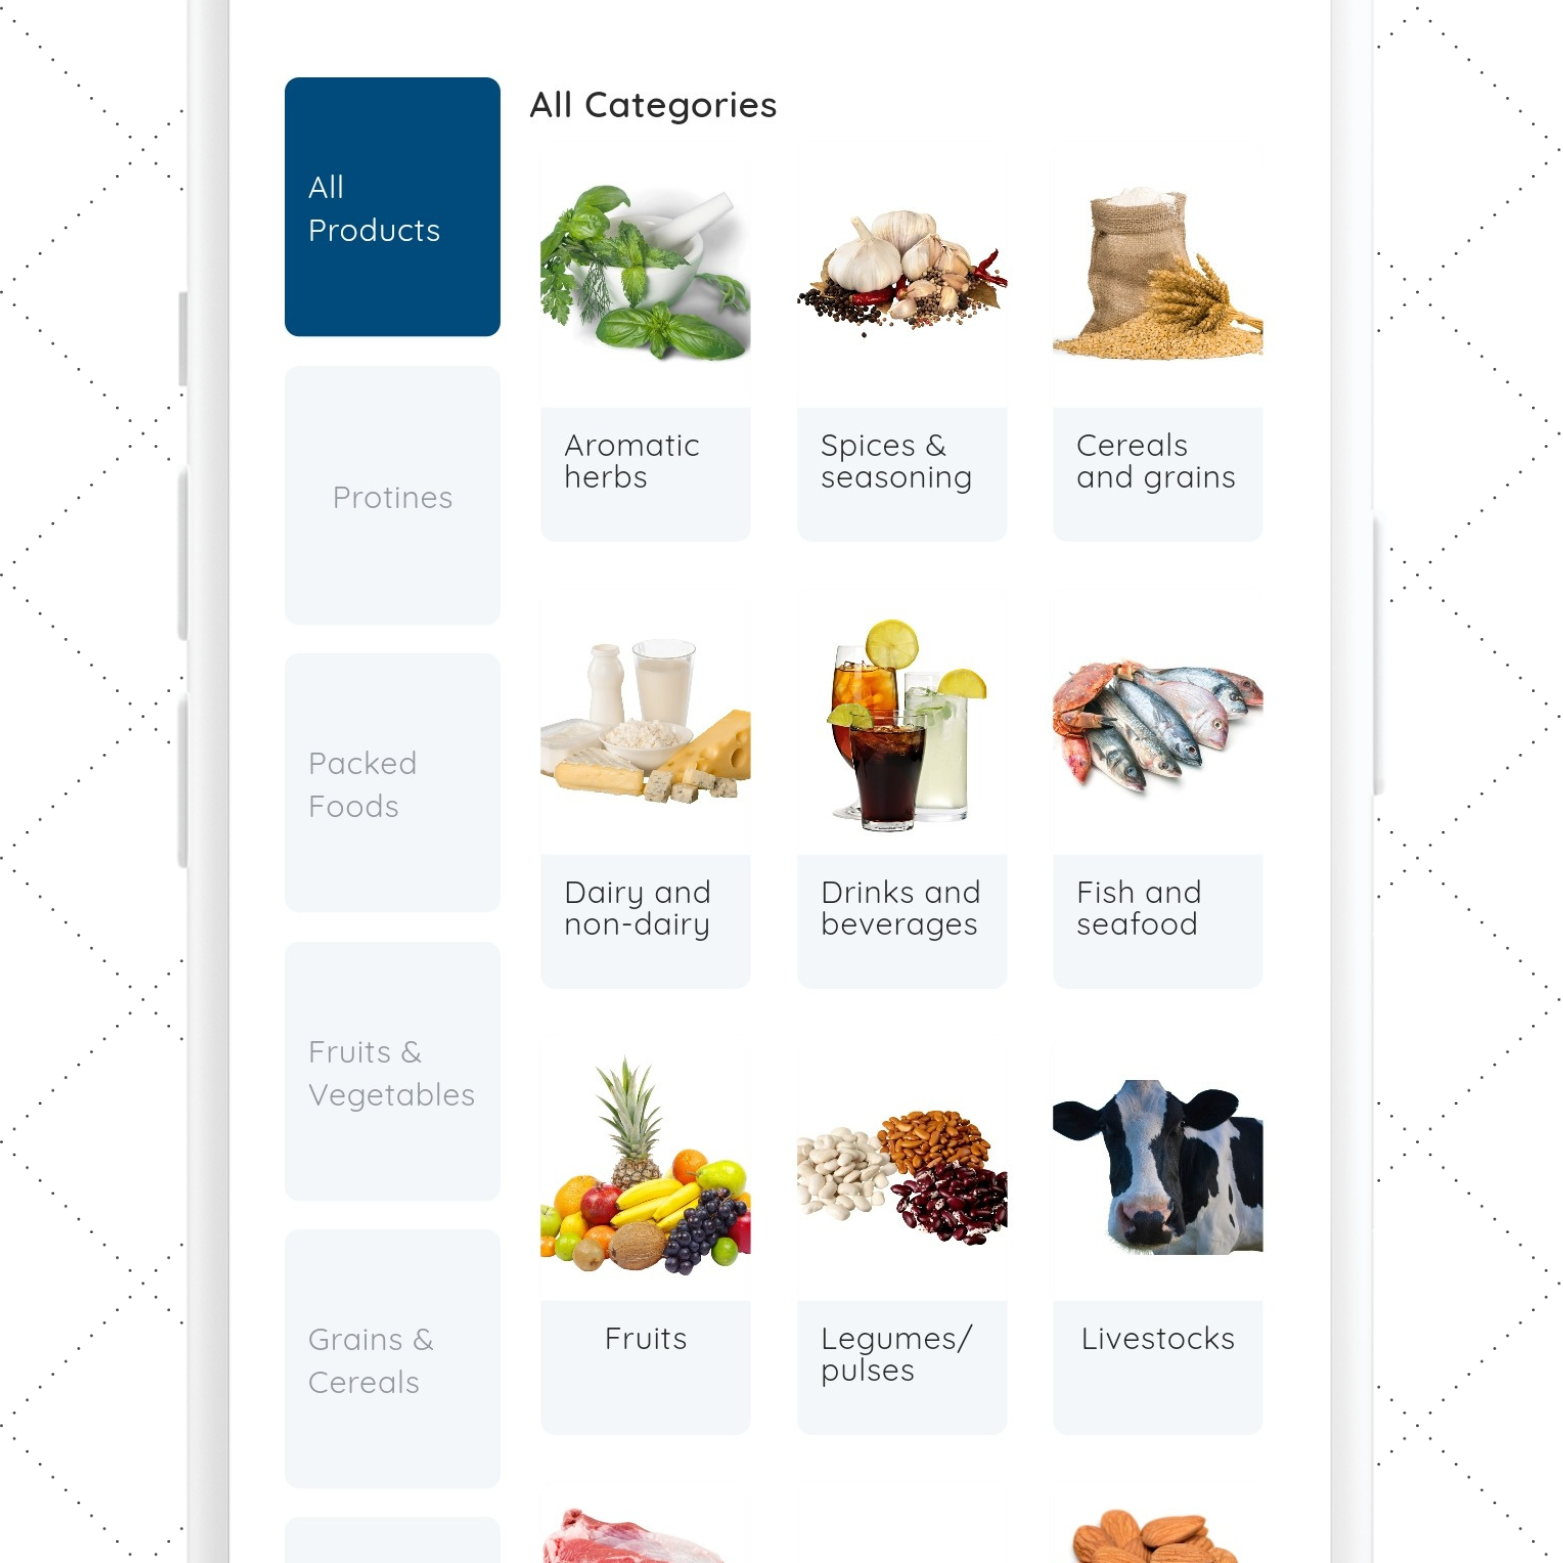 All
Products
Protines
Packed
Foods
Fruits &
Vegetables
Grains &
Cereals
All Categories
Aromatic
herbs
Spices &
seasoning
Cereals
and grains
Dairy and
non-dairy
Drinks and
beverages
Fish and
seafood
Fruits
Legumes/
pulses
Livestocks